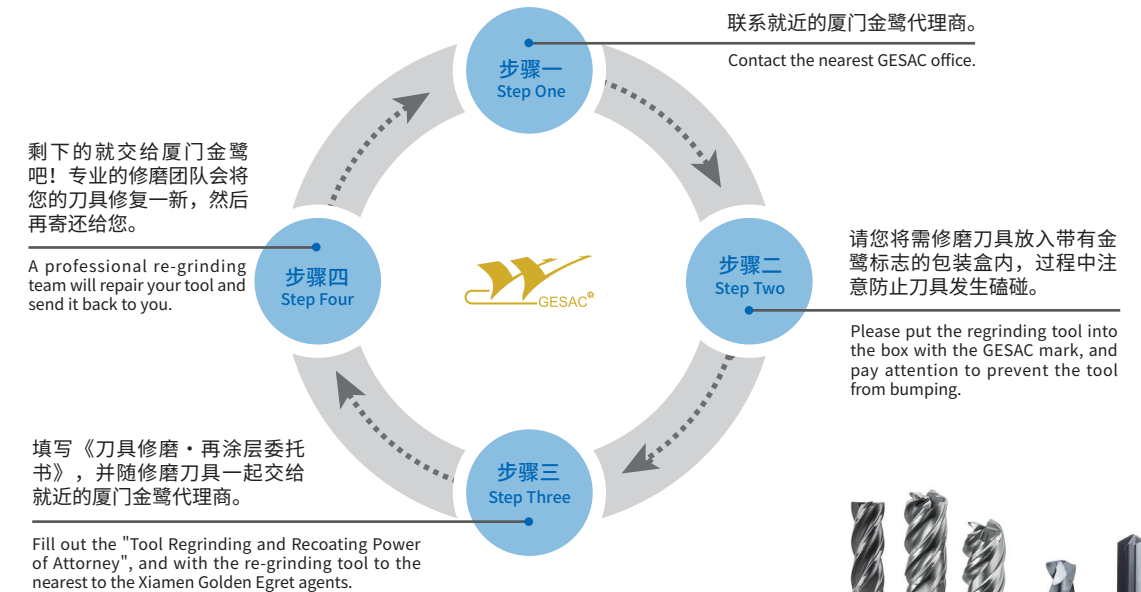 联系就近的厦门金鹭代理商。
Contact the nearest GESAC office.
步骤一
Step One
请您将需修磨刀具放入带有金
鹭标志的包装盒内，过程中注
意防止刀具发生磕碰。
Please put the regrinding tool into
the box with the GESAC mark, and
pay attention to prevent the tool
from bumping.
步骤二
Step Two
填写《刀具修磨・再涂层委托
书》，并随修磨刀具一起交给
就近的厦门金鹭代理商。
Fill out the "Tool Regrinding and Recoating Power
of Attorney", and with the re-grinding tool to the
nearest to the Xiamen Golden Egret agents.
步骤三
Step Three
剩下的就交给厦门金鹭
吧！专业的修磨团队会将
您的刀具修复一新，然后
再寄还给您。
A professional re-grinding
team will repair your tool and
send it back to you.
步骤四
Step Four
GESAC®